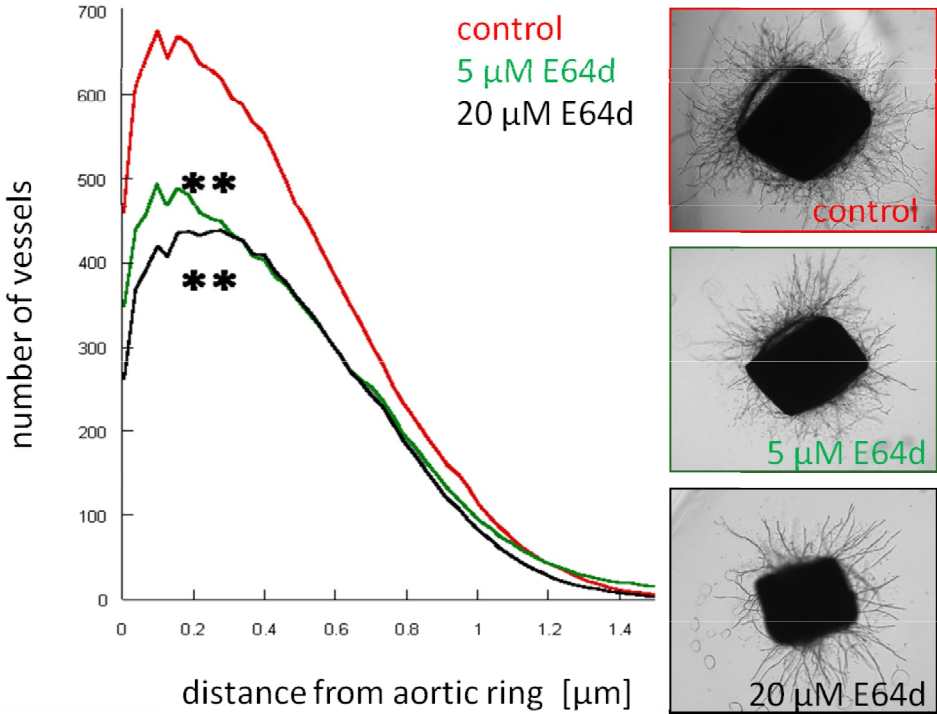 700
600
500
400
300
200
100
0
number of vessels
control
5 µM E64d
20 µM E64d
**
**
0 0.2 0.4 0.6 0.8 1 1.2 1.4
distance from aortic ring [µm]
control
5 µM E64d
20 µM E64d